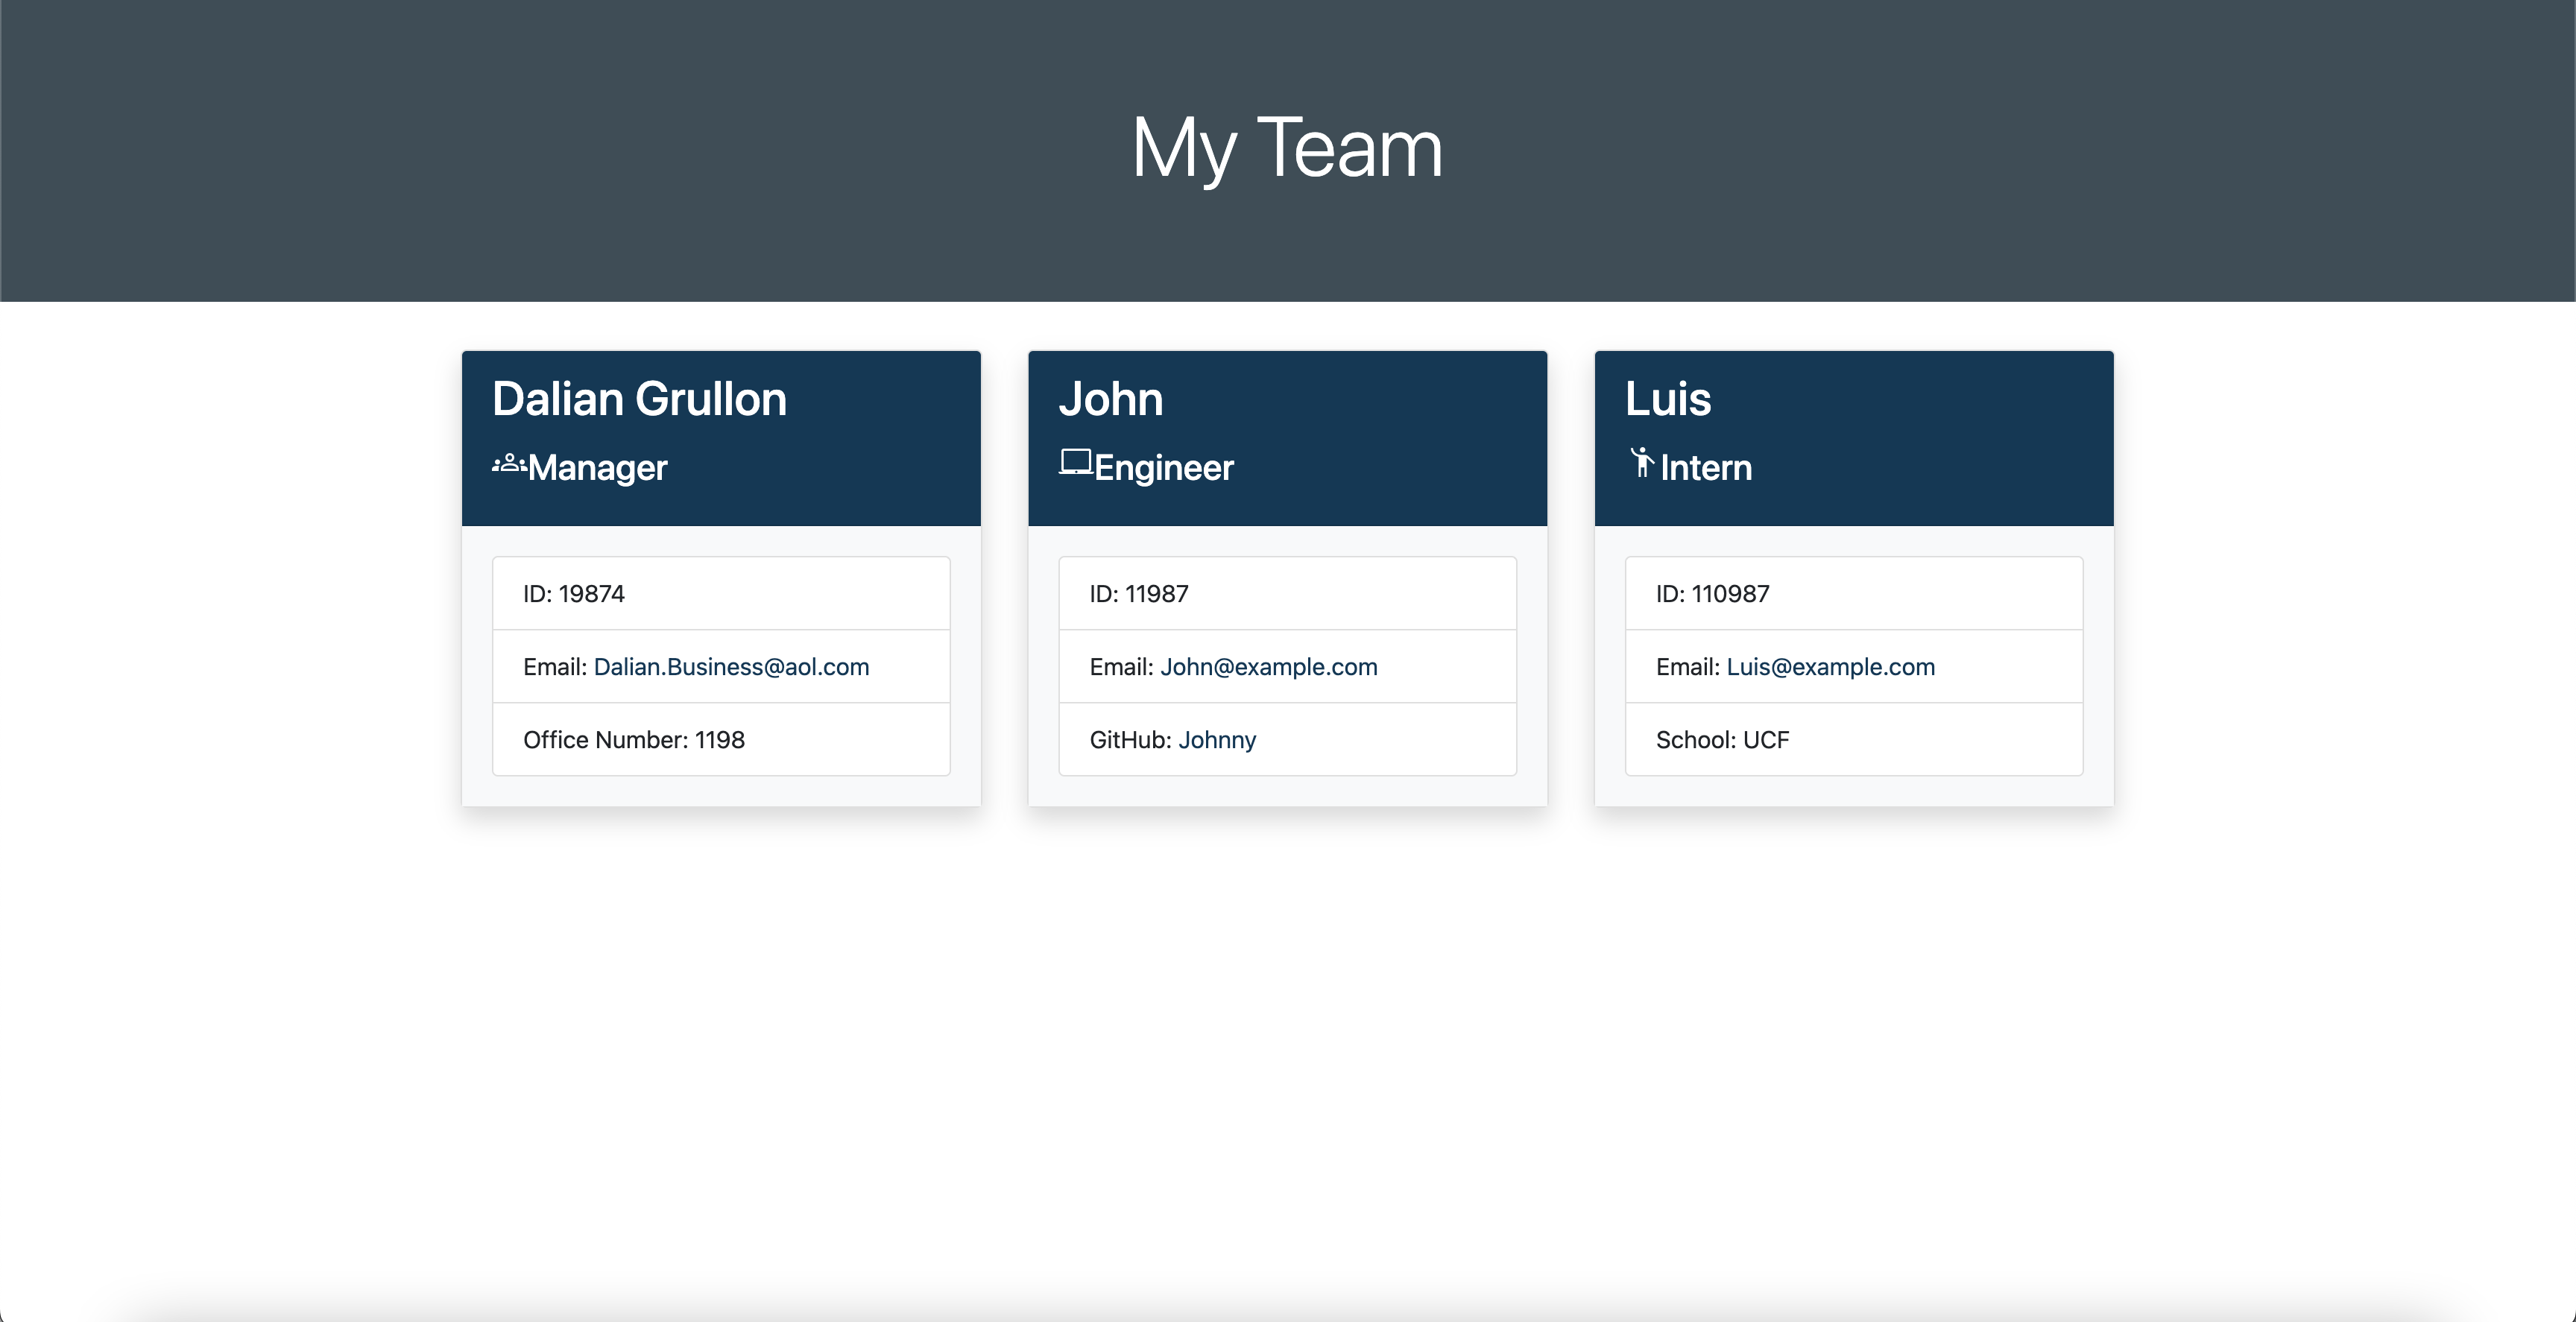 My Team
Dalian Grullon
Manager
ID: 19874
Email: Dalian.Business@aol.com
Office Number: 1198
John
Engineer
ID: 11987
Email: John@example.com
GitHub: Johnny
Luis
Intern
ID: 110987
Email: Luis@example.com
School: UCF